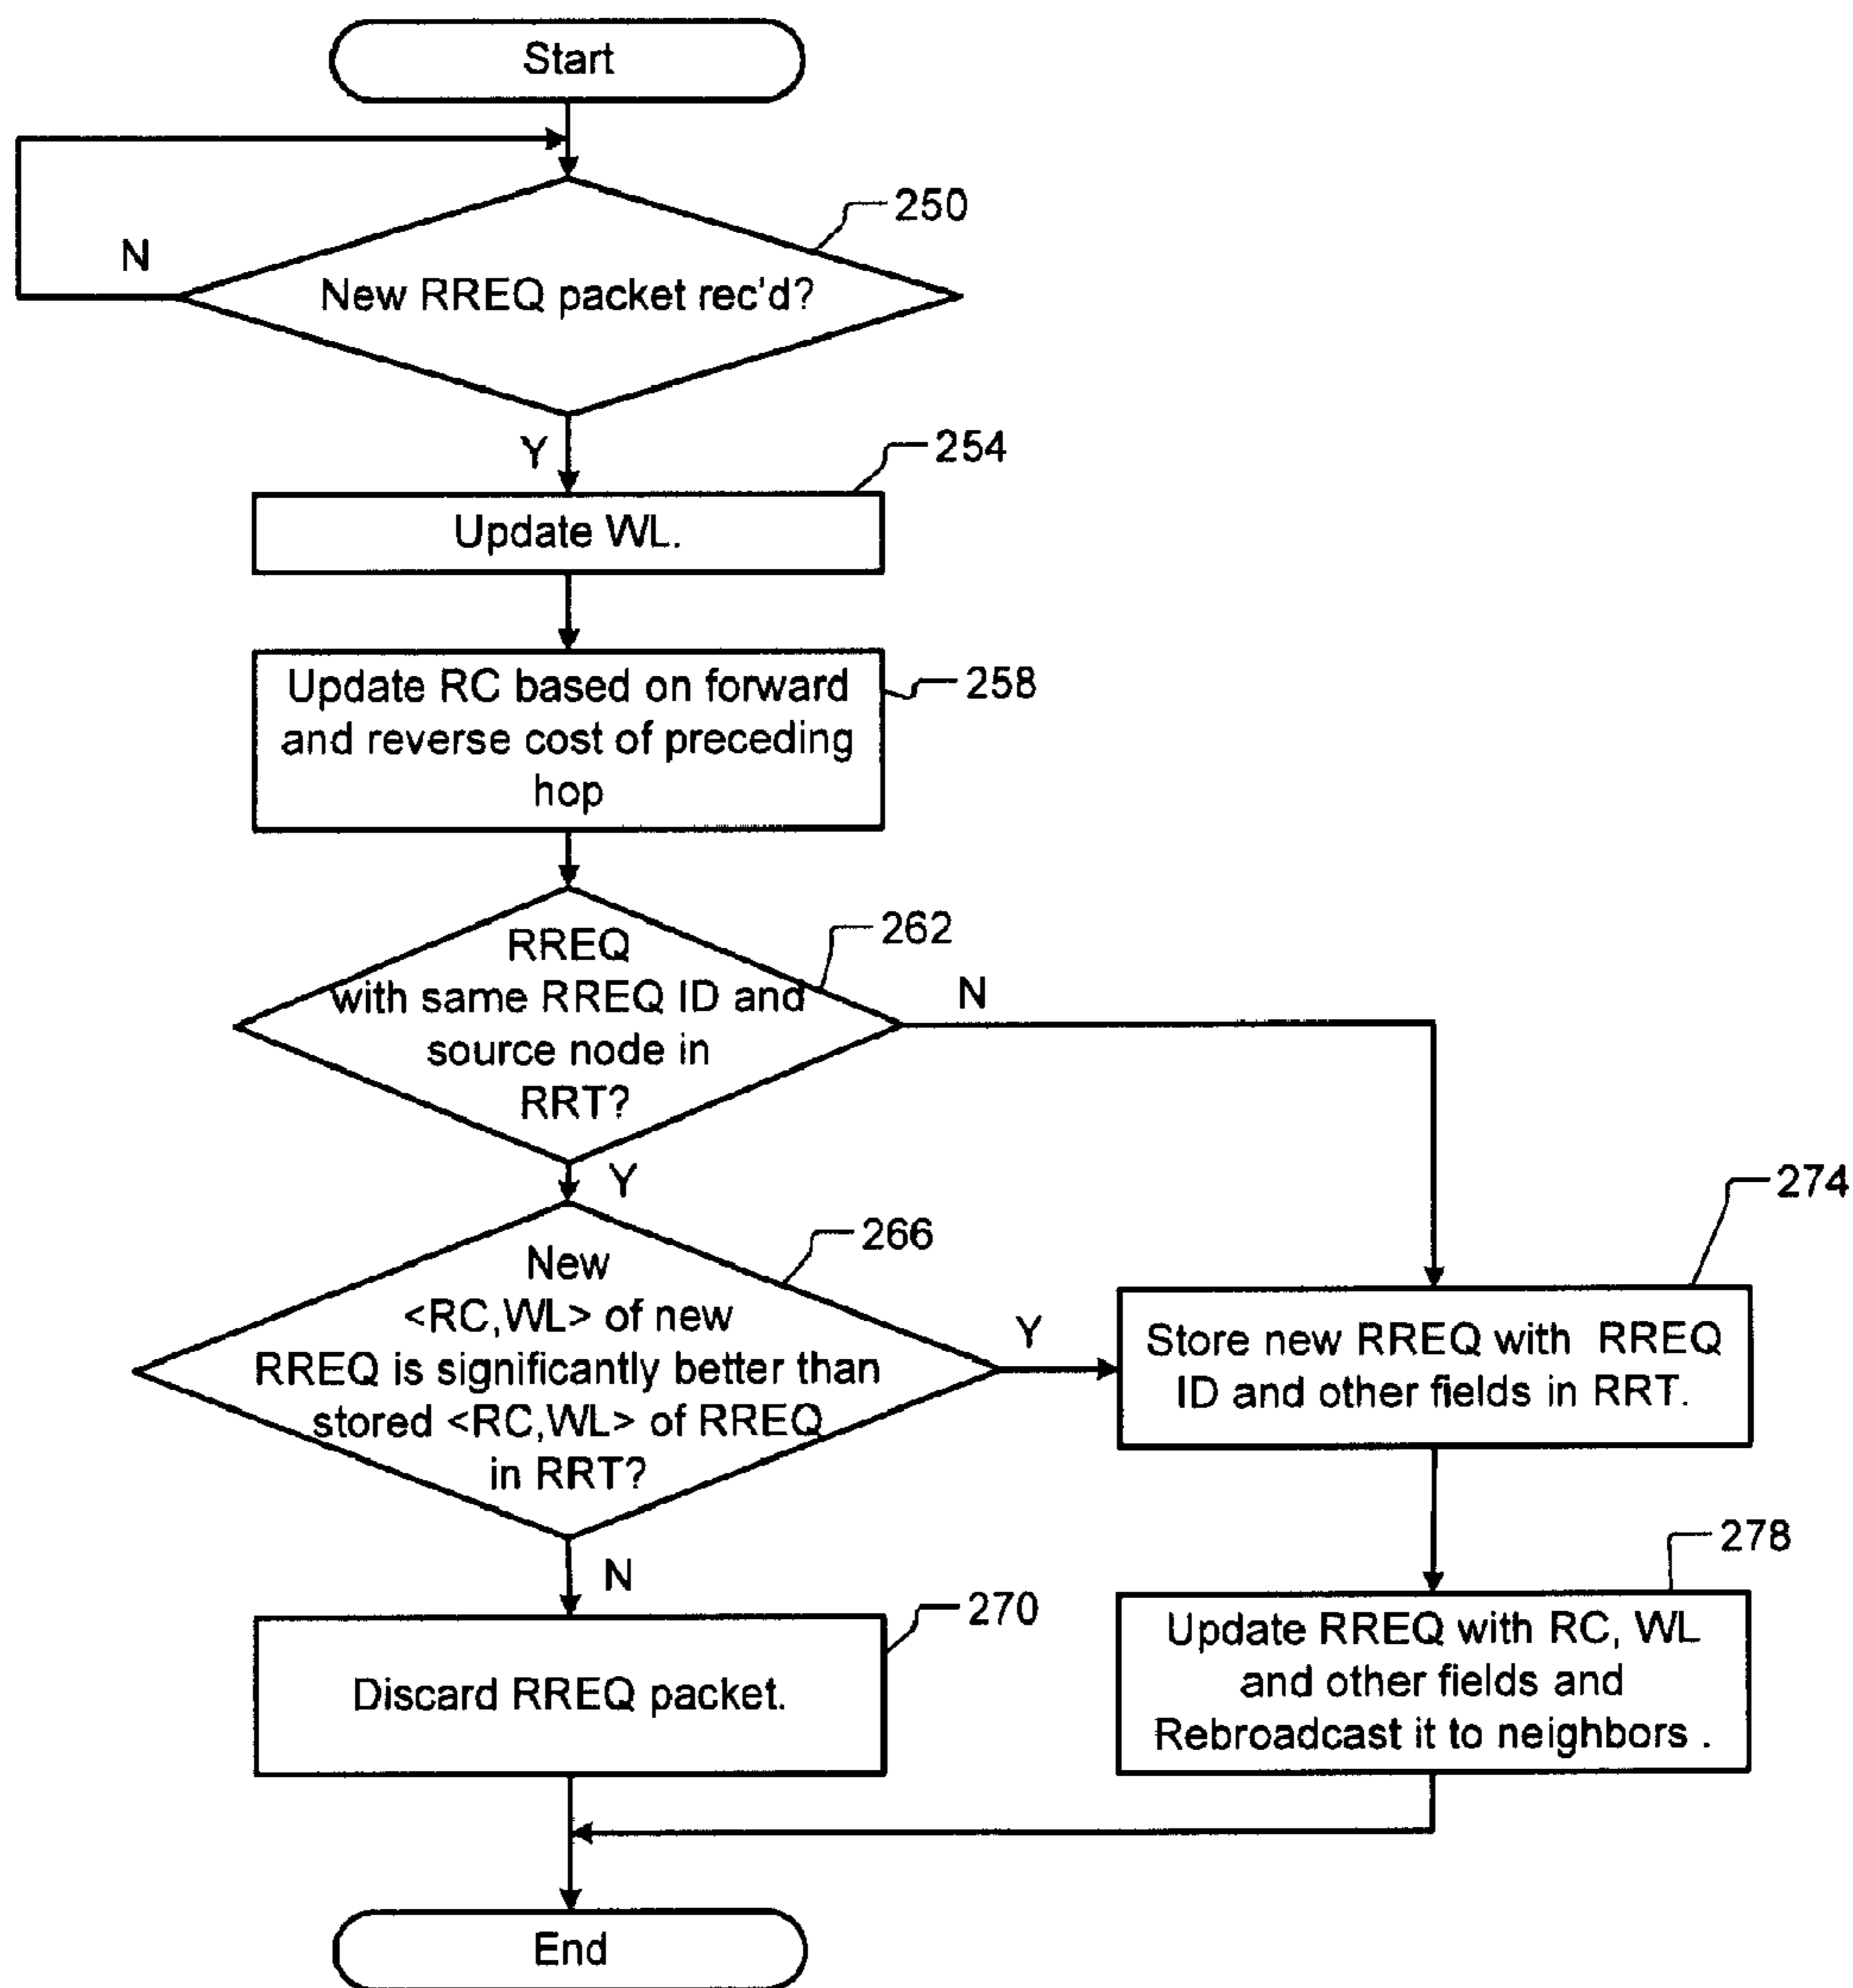 Start
250
N
New RREQ packet rec'd?
Y
254
Update WL.
258
Update RC based on forward
and reverse cost of preceding
hop
262
RREQ
with same RREQ ID and
source node in
RRT?
N
Y
274
266
New
<RC,WL> of new
RREQ is significantly better than
stored <RC,WL> of RREQ
in RRT?
Y
Store new RREQ with RREQ
ID and other fields in RRT.
N
278
270
Discard RREQ packet.
Update RREQ with RC, WL
and other fields and
Rebroadcast it to neighbors .
End